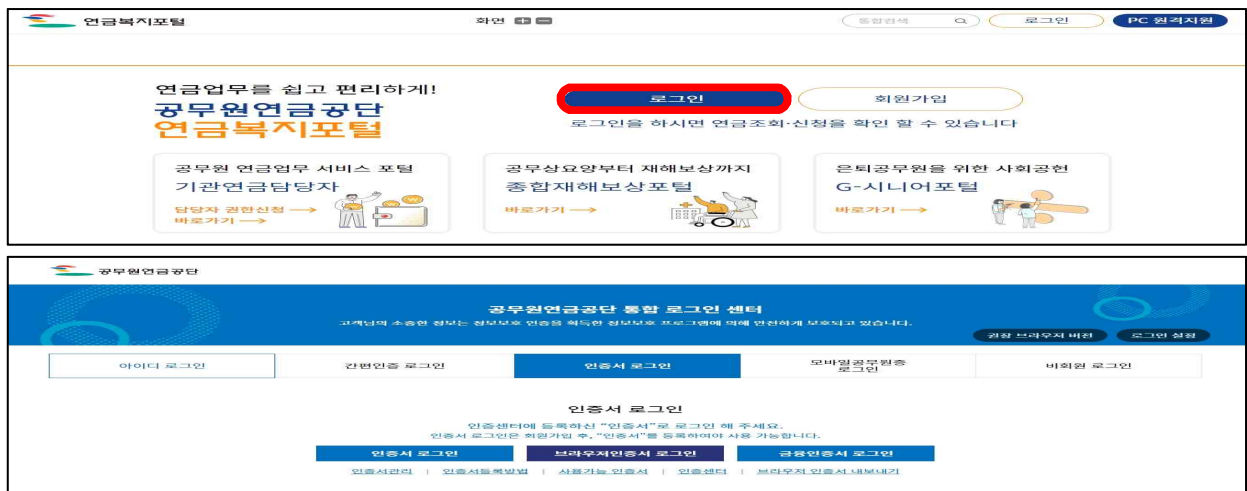 연금복지포털
화면
통합검색
로그인
PC 원격지원
연금업무를 쉽고 편리하게!
공무원연금공단
연금복지포털
로그인
회원가입
로그인을 하시면 연금조회·신청을 확인 할 수 있습니다
공무원 연금업무 서비스 포털
기관연금담당자
담당자 권한신청
바로가기
공무상요양부터 재해보상까지
종합재해보상포털
바로가기
은퇴공무원을 위한 사회공헌
G-시니어포털
바로가기
공무원연금공단
공무원연금공단 통합 로그인 센터
고객님의 소중한 정보는 정보보호 인증을 획득한 정보보호 프로그램에 의해 안전하게 보호되고 있습니다.
권장 브라우저 버전
로그인 설정
아이디 로그인
간편인증 로그인
인증서 로그인
모바일공무원증
로그인
비회원 로그인
인증서 로그인
인증센터에 등록하신 “인증서”로 로그인 해 주세요.
인증서 로그인은 회원가입 후, “인증서”를 등록하여야 사용 가능합니다.
인증서 로그인
브라우저인증서 로그인
금융인증서 로그인
인증서관리 | 인증서등록방법 | 사용가능 인증서 | 인증센터 | 브라우저 인증서 내보내기